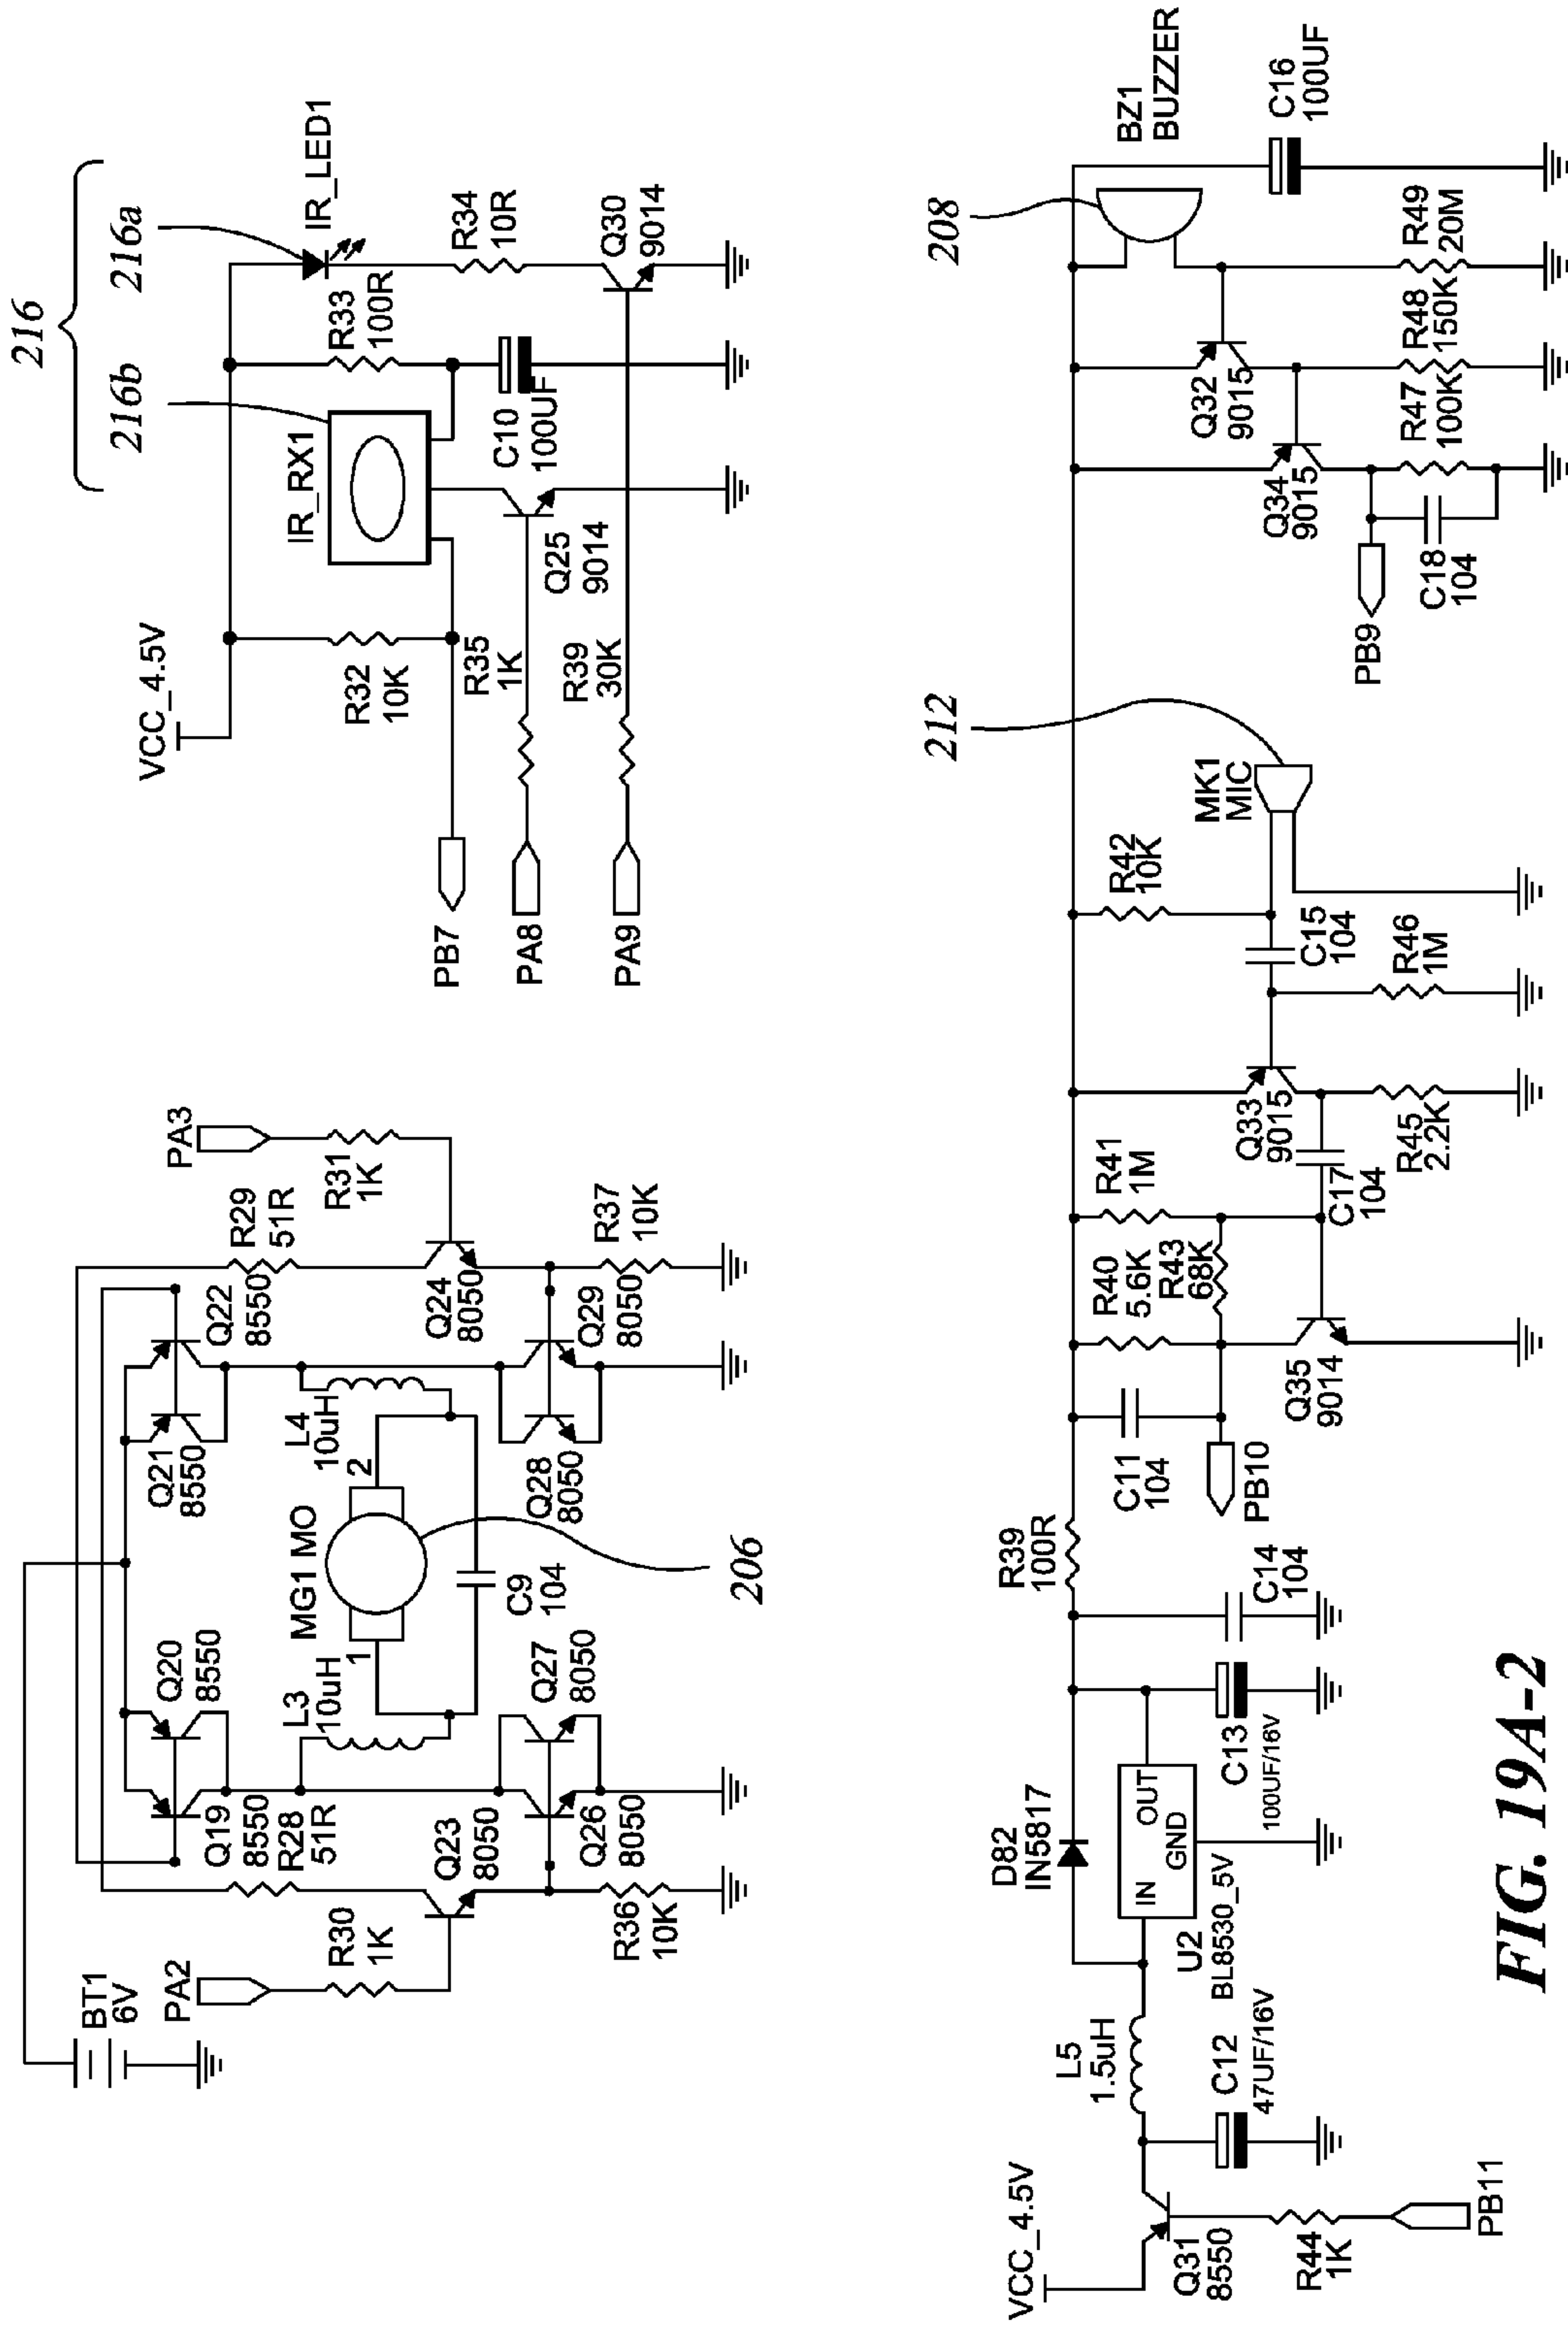 BT1
6V
PA2
R30
1K
Q19
8550
R28
51R
Q23
8050
R36
10K
Q26
8050
Q20
8550
L3
10uH
Q27
8050
MG1 MO
1
2
C9
104
206
Q21
8550
L4
10uH
Q28
8050
Q22
8550
R29
51R
Q24
8050
Q29
8050
R31
1K
PA3
R37
10K
216
216b
216a
VCC_4.5V
PB7
PA8
PA9
R32
10K
R35
1K
R39
30K
IR_RX1
Q25
9014
C10
100UF
R33
100R
IR_LED1
R34
10R
Q30
9014
VCC_4.5V
Q31
8550
R44
1K
PB11
L5
1.5uH
C12
47UF/16V
U2
BL8530_5V
IN
OUT
GND
D82
IN5817
C13
100UF/16V
C14
104
R39
100R
C11
104
PB10
R40
5.6K
R43
68K
R41
1M
Q35
9014
C17
104
Q33
9015
R45
2.2K
R42
10K
C15
104
R46
1M
MK1
MIC
212
PB9
C18
104
Q34
9015
R47
100K
Q32
9015
R48
150K
R49
20M
208
BZ1
BUZZER
C16
100UF
FIG. 19A-2